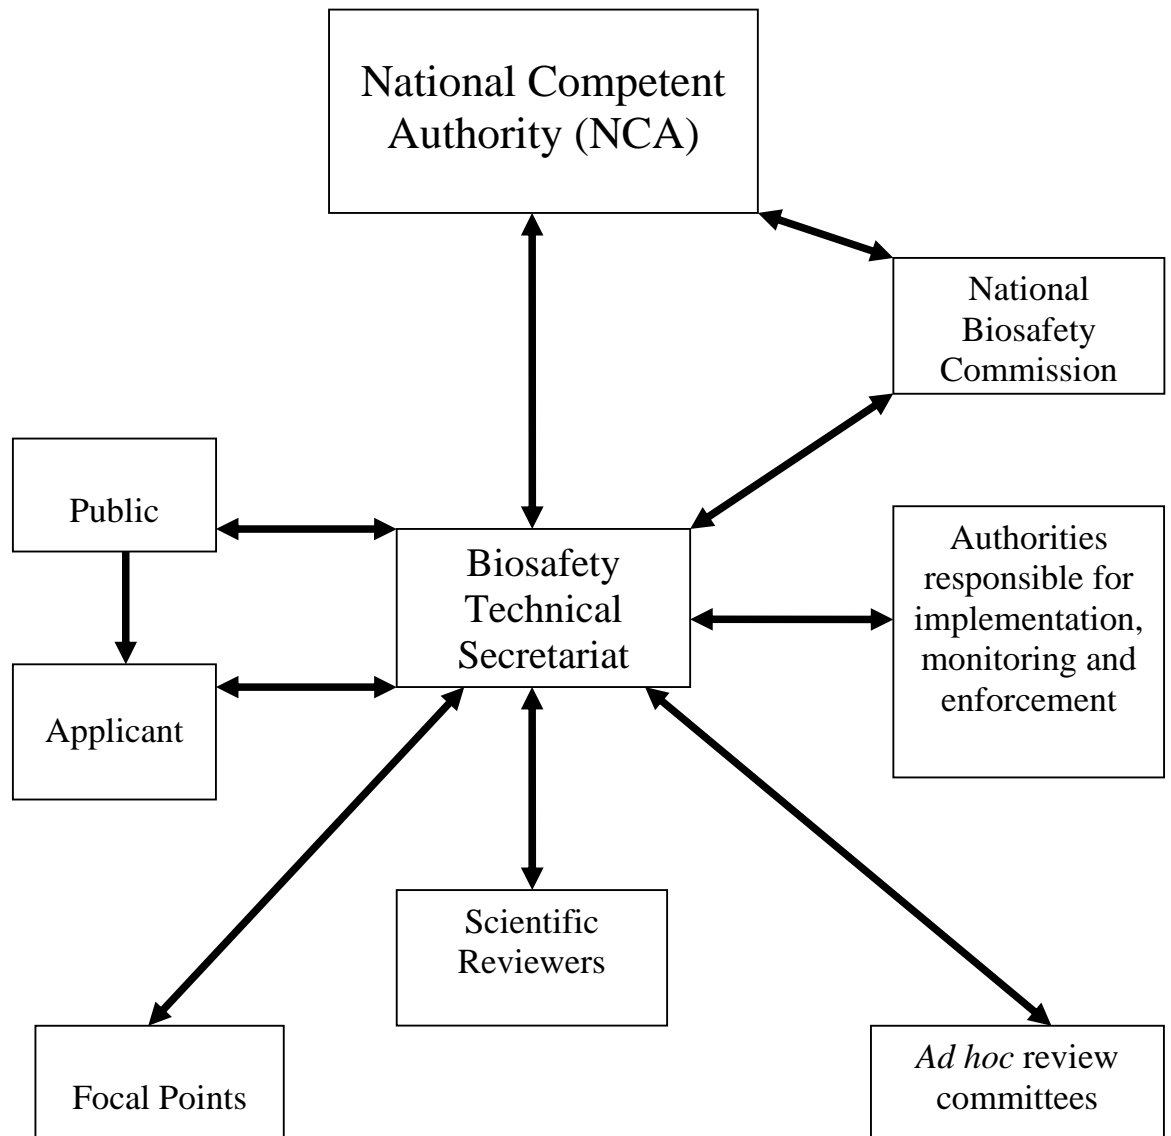 National Competent
Authority (NCA)
National
Biosafety
Commission
Public
Biosafety
Technical
Secretariat
Authorities
responsible for
implementation,
monitoring and
enforcement
Applicant
Scientific
Reviewers
Focal Points
Ad hoc review
committees